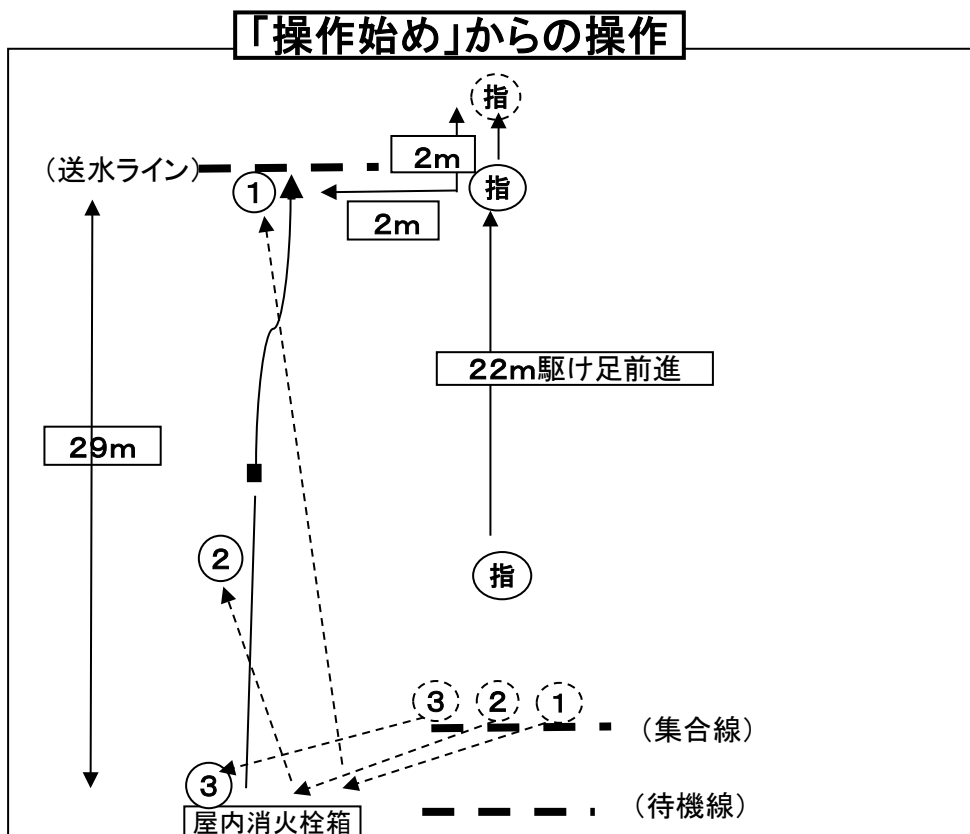 「操作始め」からの操作
指
(送水ライン)
2m
①
指
2m
22m駆け足前進
29m
②
指
③
②
①
(集合線)
③
屋内消火栓箱
(待機線)